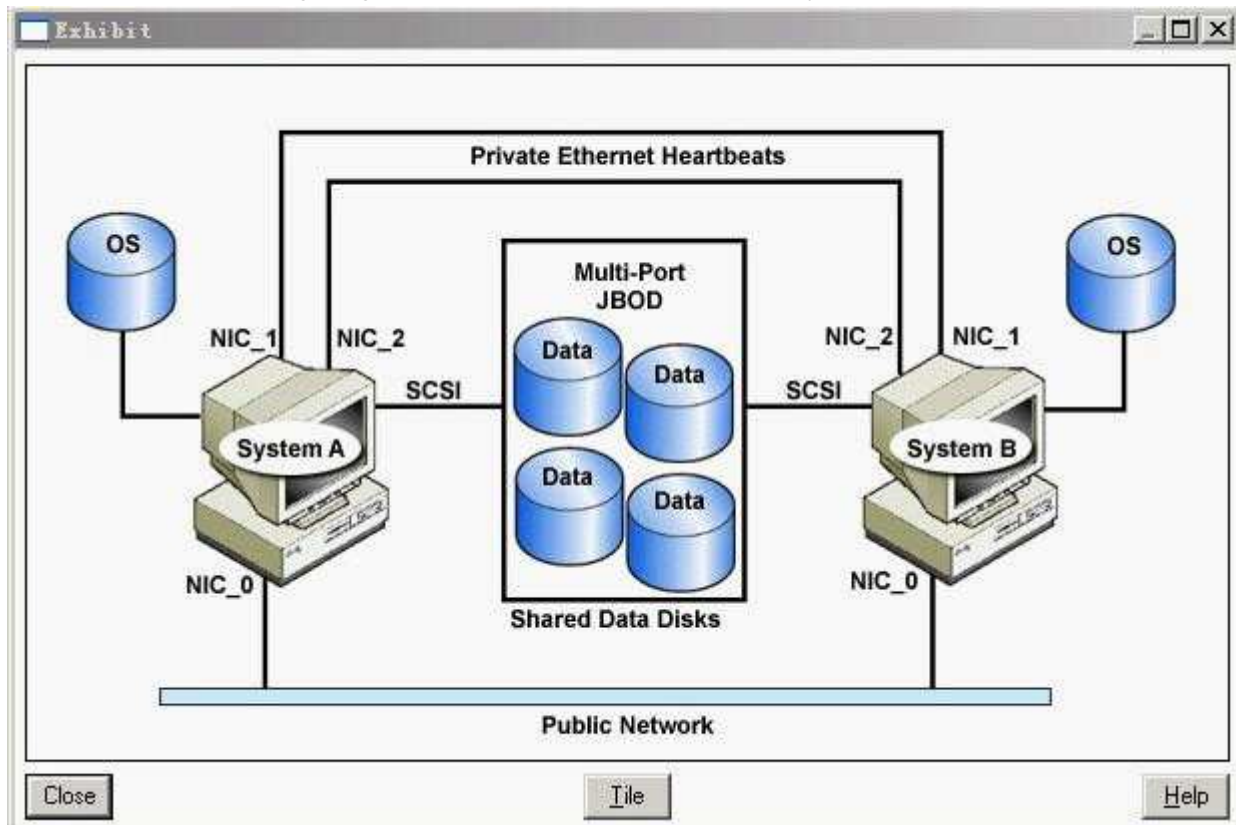 Exhibit
Private Ethernet Heartbeats
OS
OS
Multi-Port
JBOD
NIC_1
NIC_2
NIC_2
NIC_1
Data
Data
SCSI
SCSI
System A
System B
Data
Data
NIC_0
NIC_0
Shared Data Disks
Public Network
Close
Tile
Help